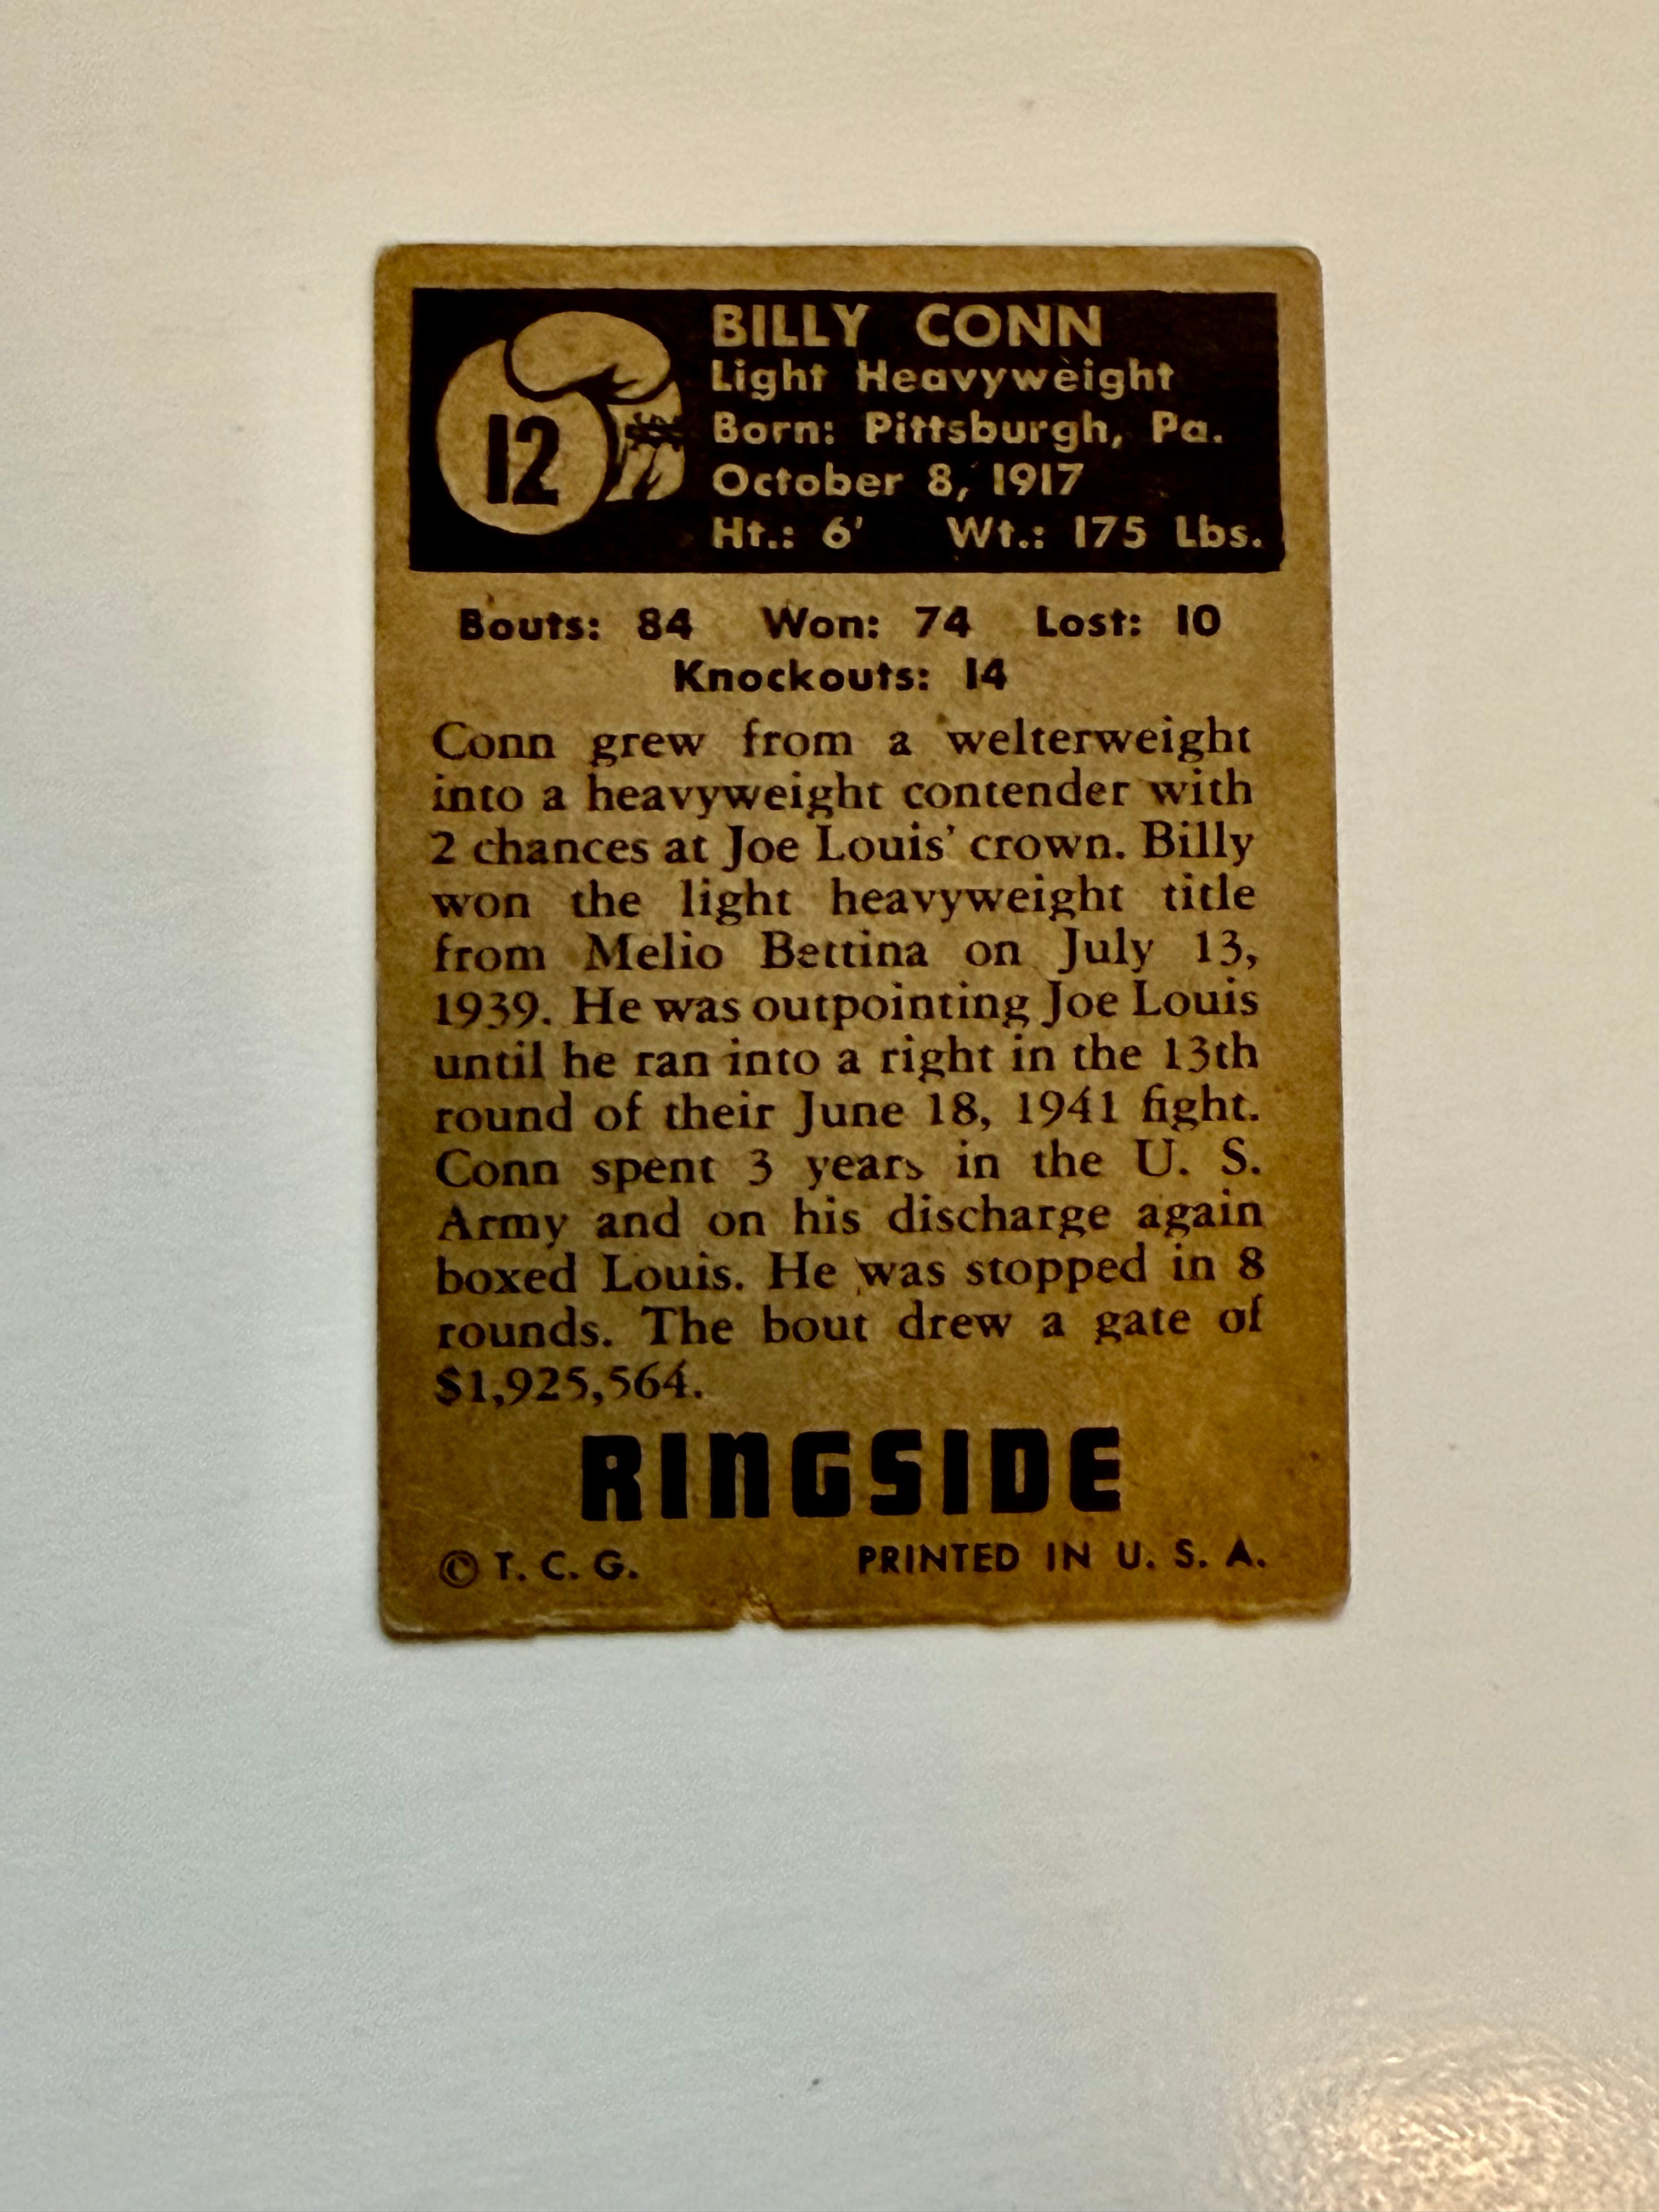 12
BILLY CONN
Light Heavyweight
Born: Pittsburgh, Pa.
October 8, 1917
Ht.: 6' Wt.: 175 Lbs.
Bouts: 84 Won: 74 Lost: 10
Knockouts: 14
Conn grew from a welterweight
into a heavyweight contender with
2 chances at Joe Louis' crown. Billy
won the light heavyweight title
from Melio Bettina on July 13,
1939. He was outpointing Joe Louis
until he ran into a right in the 13th
round of their June 18, 1941 fight.
Conn spent 3 years in the U. S.
Army and on his discharge again
boxed Louis. He was stopped in 8
rounds. The bout drew a gate of
$1,925,564.
RINGSIDE
© T. C. G. PRINTED IN U. S. A.